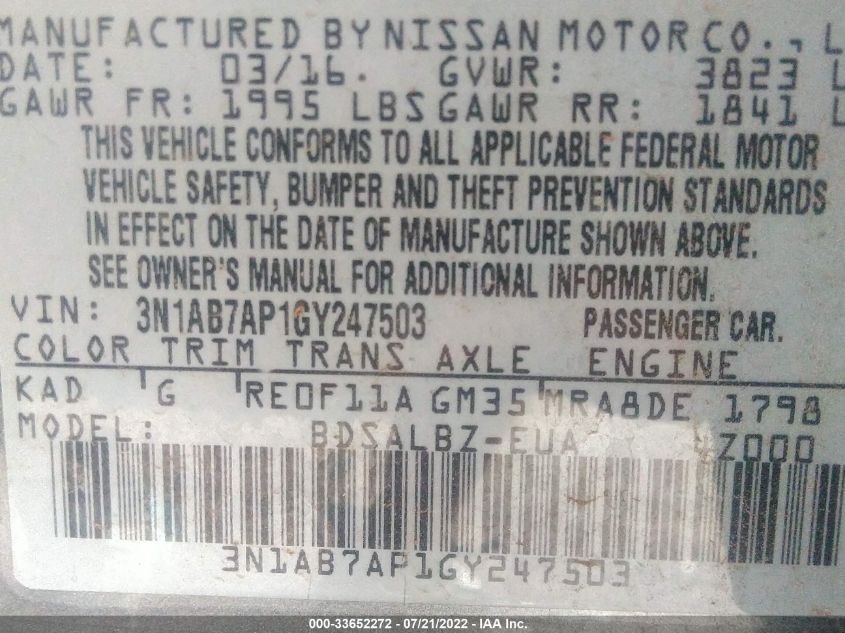 MANUFACTURED BY NISSAN MOTOR CO., L
DATE: 03/16. GVWR: 3823 L
GAWR FR: 1995 LBS GAWR RR: 1841 L
THIS VEHICLE CONFORMS TO ALL APPLICABLE FEDERAL MOTOR
VEHICLE SAFETY, BUMPER AND THEFT PREVENTION STANDARDS
IN EFFECT ON THE DATE OF MANUFACTURE SHOWN ABOVE.
SEE OWNER'S MANUAL FOR ADDITIONAL INFORMATION.
VIN: 3N1AB7AP1GY247503 PASSENGER CAR.
COLOR TRIM TRANS AXLE ENGINE
KAD G RE0F11A GM35 MRA8DE 1798
MODEL: BDSALBZ-EUA Z000
3N1AB7AP1GY247503
000-33652272 - 07/21/2022 - IAA Inc.